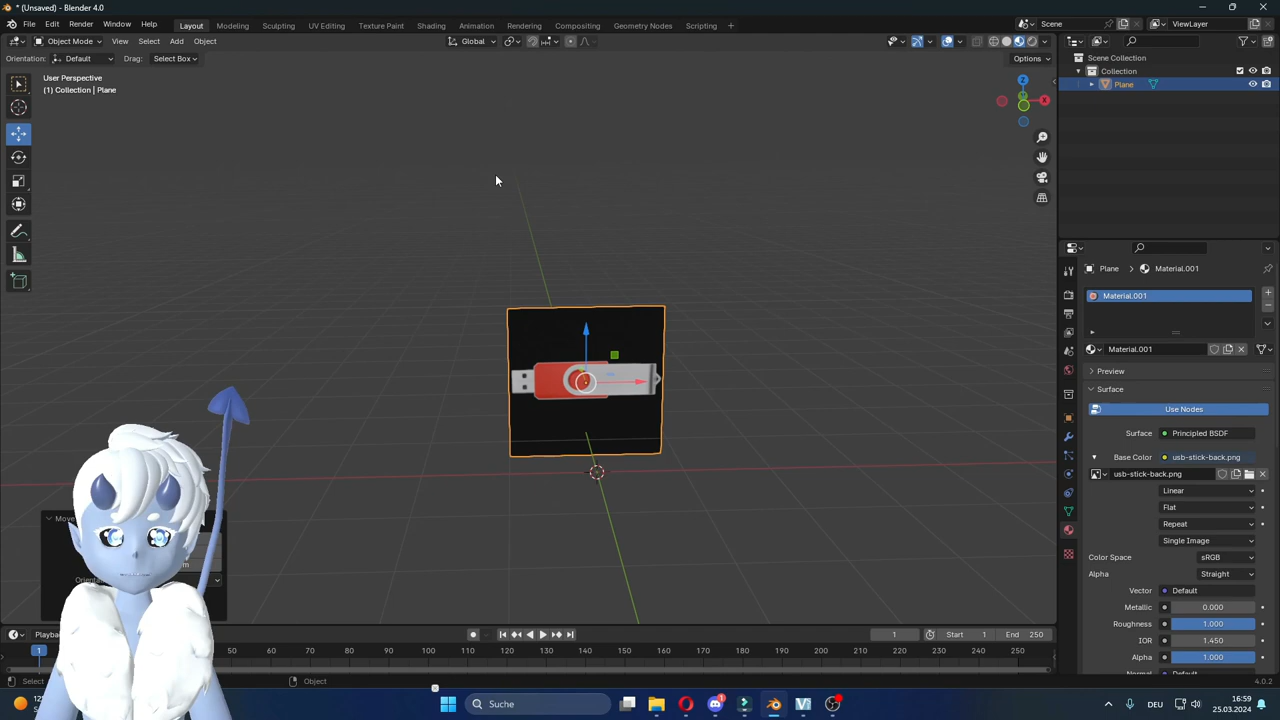 * (Unsaved) - Blender 4.0
File Edit Render Window Help Layout Modeling Sculpting UV Editing Texture Paint Shading Animation Rendering Compositing Geometry Nodes Scripting + Scene ViewLayer
Object Mode View Select Add Object Global
Orientation: Default Drag: Select Box Options
User Perspective
(1) Collection | Plane
Z
X
Scene Collection
Collection
Plane
Plane > Material.001
Material.001
Material.001
Preview
Surface
Use Nodes
Surface Principled BSDF
Base Color usb-stick-back.png
usb-stick-back.png
Linear
Flat
Repeat
Single Image
Color Space sRGB
Alpha Straight
Vector Default
Metallic 0.000
Roughness 1.000
IOR 1.450
Alpha 1.000
Move
m
1 Start 1 End 250
1 50 60 70 80 90 100 110 120 130 140 150 160 170 180 190 200 210 220 230 240 250
Select Object 4.0.2
Suche 1 DEU 16:59
25.03.2024